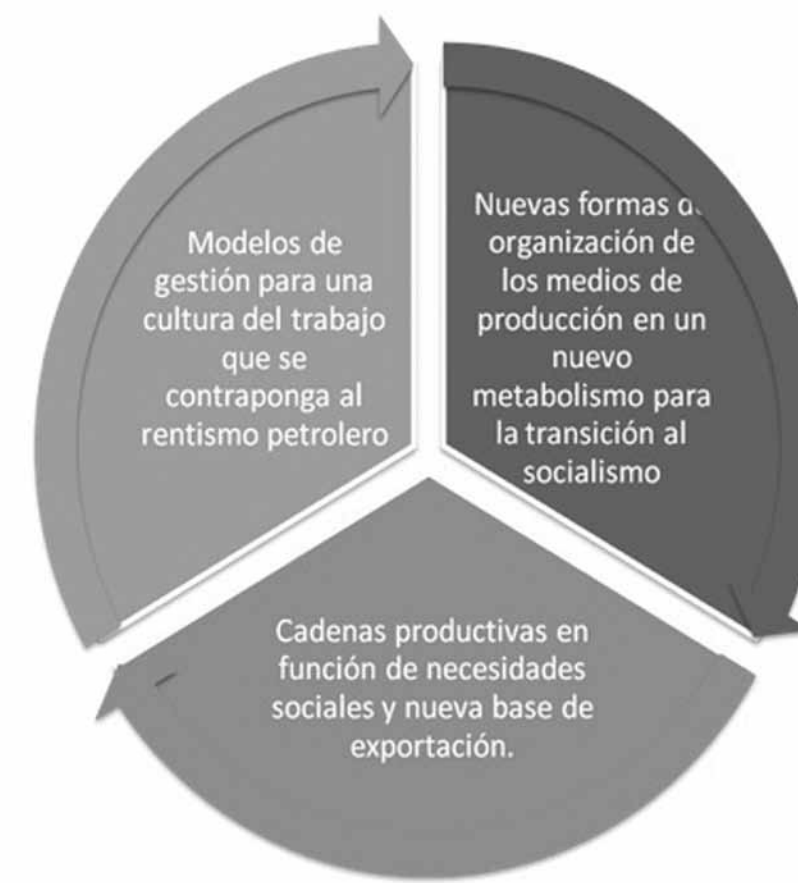 Modelos de
gestión para una
cultura del trabajo
que se
contraponga al
rentismo petrolero
Nuevas formas de
organización de
los medios de
producción en un
nuevo
metabolismo para
la transición al
socialismo
Cadenas productivas en
función de necesidades
sociales y nueva base de
exportación.